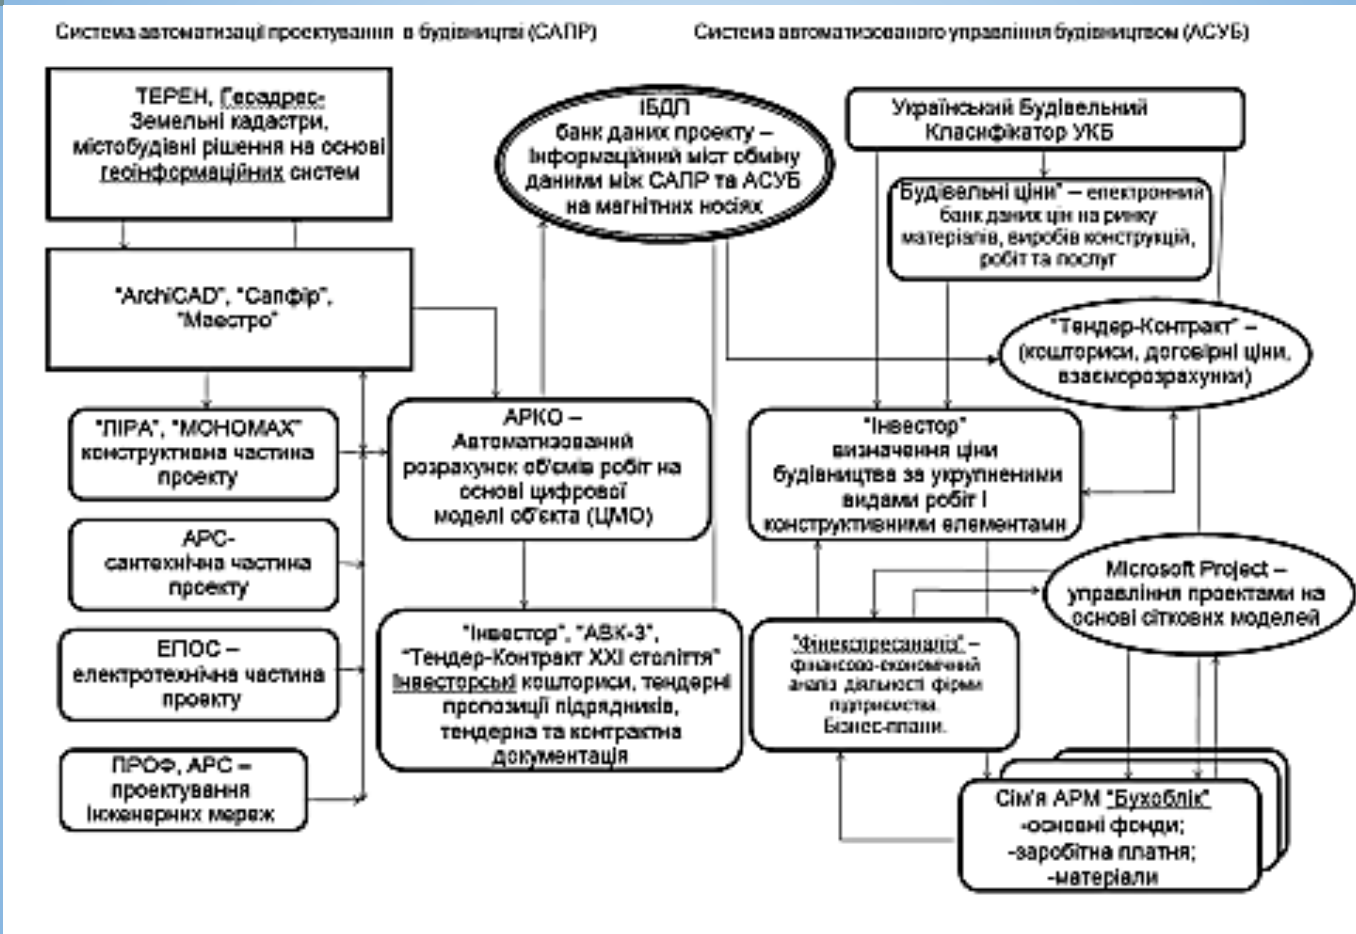 Система автоматизації проектування в будівництві (САПР)
Система автоматизованого управління будівництвом (АСУБ)
ТЕРЕН, Геоадрес-
Земельні кадастри,
містобудівні рішення на основі
геоінформаційних систем
ІБДП
банк даних проекту –
Інформаційний міст обміну
даними між САПР та АСУБ
на магнітних носіях
Український Будівельний
Класифікатор УКБ
"Будівельні ціни" – електронний
банк даних цін на ринку
матеріалів, виробів конструкцій,
робіт та послуг
"ArchiCAD", "Сапфір",
"Маестро"
"Тендер-Контракт" –
(кошториси, договірні ціни,
взаєморозрахунки)
"ЛІРА", "МОНОМАХ"
конструктивна частина
проекту
АРКО –
Автоматизований
розрахунок об'ємів робіт на
основі цифрової
моделі об'єкта (ЦМО)
"Інвестор"
визначення ціни
будівництва за укрупненими
видами робіт і
конструктивними елементами
АРС-
сантехнічна частина
проекту
Microsoft Project –
управління проектами на
основі сіткових моделей
ЕПОС –
електротехнічна частина
проекту
"Інвестор", "АВК-3",
"Тендер-Контракт ХХІ століття"
Інвесторські кошториси, тендерні
пропозиції підрядників,
тендерна та контрактна
документація
"Фінекспресаналіз" –
фінансово-економічний
аналіз діяльності фірми
підприємства.
Бізнес-плани.
ПРОФ, АРС –
проектування
Інженерних мереж
Сім'я АРМ "Бухоблік"
-основні фонди;
-заробітна платня;
-матеріали